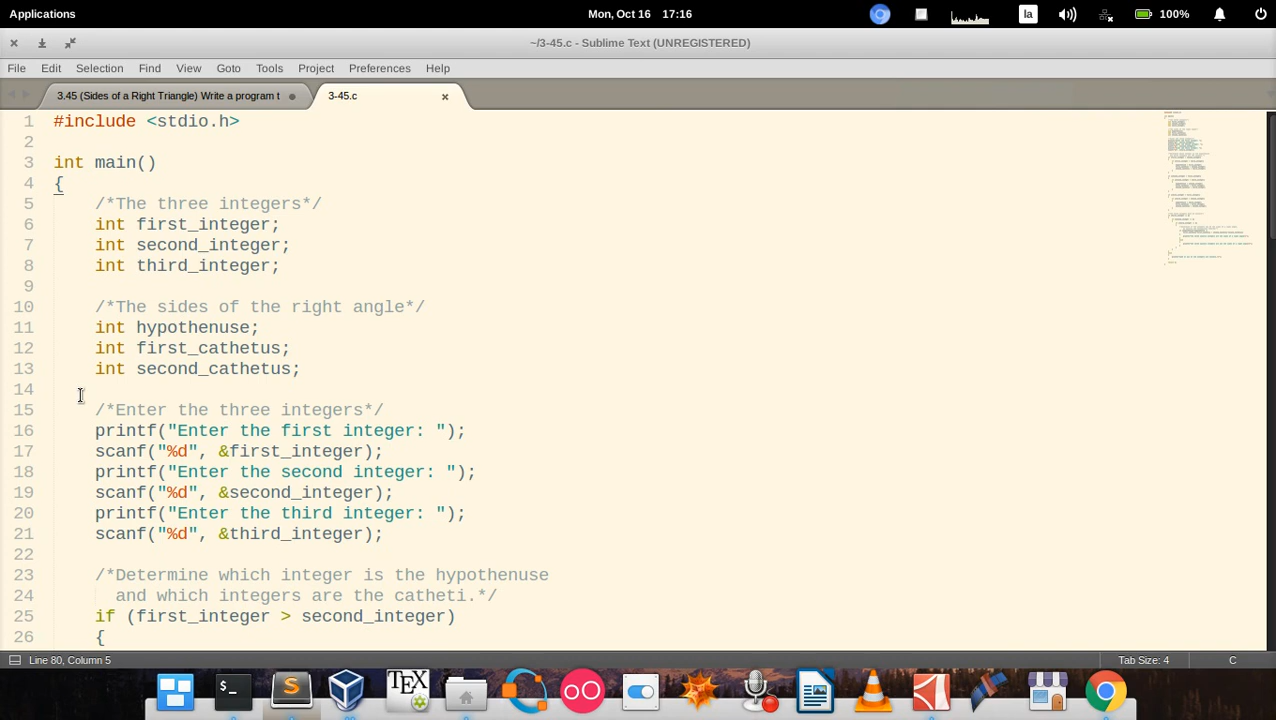 Applications
Mon, Oct 16 17:16
la
100%
~/3-45.c - Sublime Text (UNREGISTERED)
File Edit Selection Find View Goto Tools Project Preferences Help
3.45 (Sides of a Right Triangle) Write a program t
3-45.c
1 #include <stdio.h>
2
3 int main()
4 {
5 /*The three integers*/
6 int first_integer;
7 int second_integer;
8 int third_integer;
9
10 /*The sides of the right angle*/
11 int hypothenuse;
12 int first_cathetus;
13 int second_cathetus;
14
15 /*Enter the three integers*/
16 printf("Enter the first integer: ");
17 scanf("%d", &first_integer);
18 printf("Enter the second integer: ");
19 scanf("%d", &second_integer);
20 printf("Enter the third integer: ");
21 scanf("%d", &third_integer);
22
23 /*Determine which integer is the hypothenuse
24 and which integers are the catheti.*/
25 if (first_integer > second_integer)
26 {
Line 80, Column 5
Tab Size: 4
C
TEX